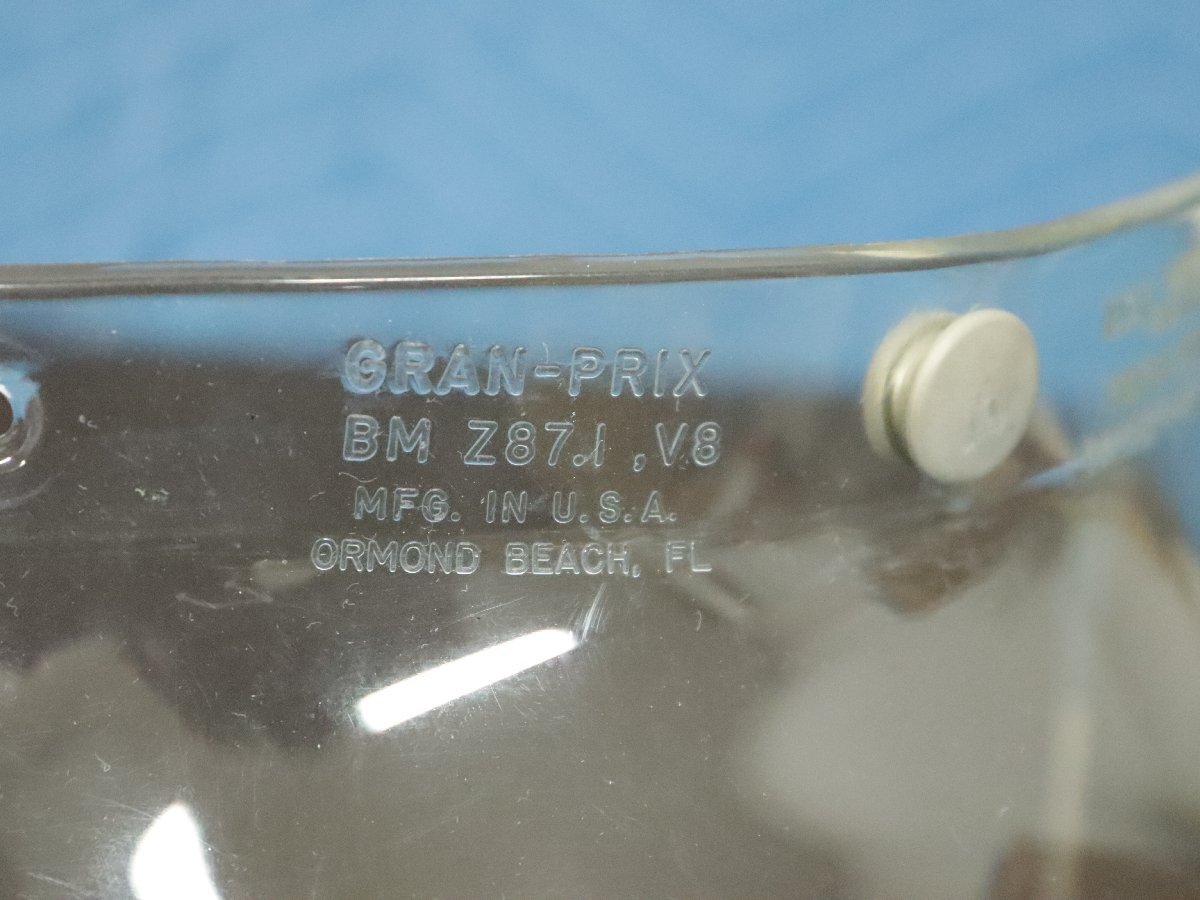 GRAN-PRIX
BM Z87.1 ,V8
MFG. IN U.S.A.
ORMOND BEACH, FL